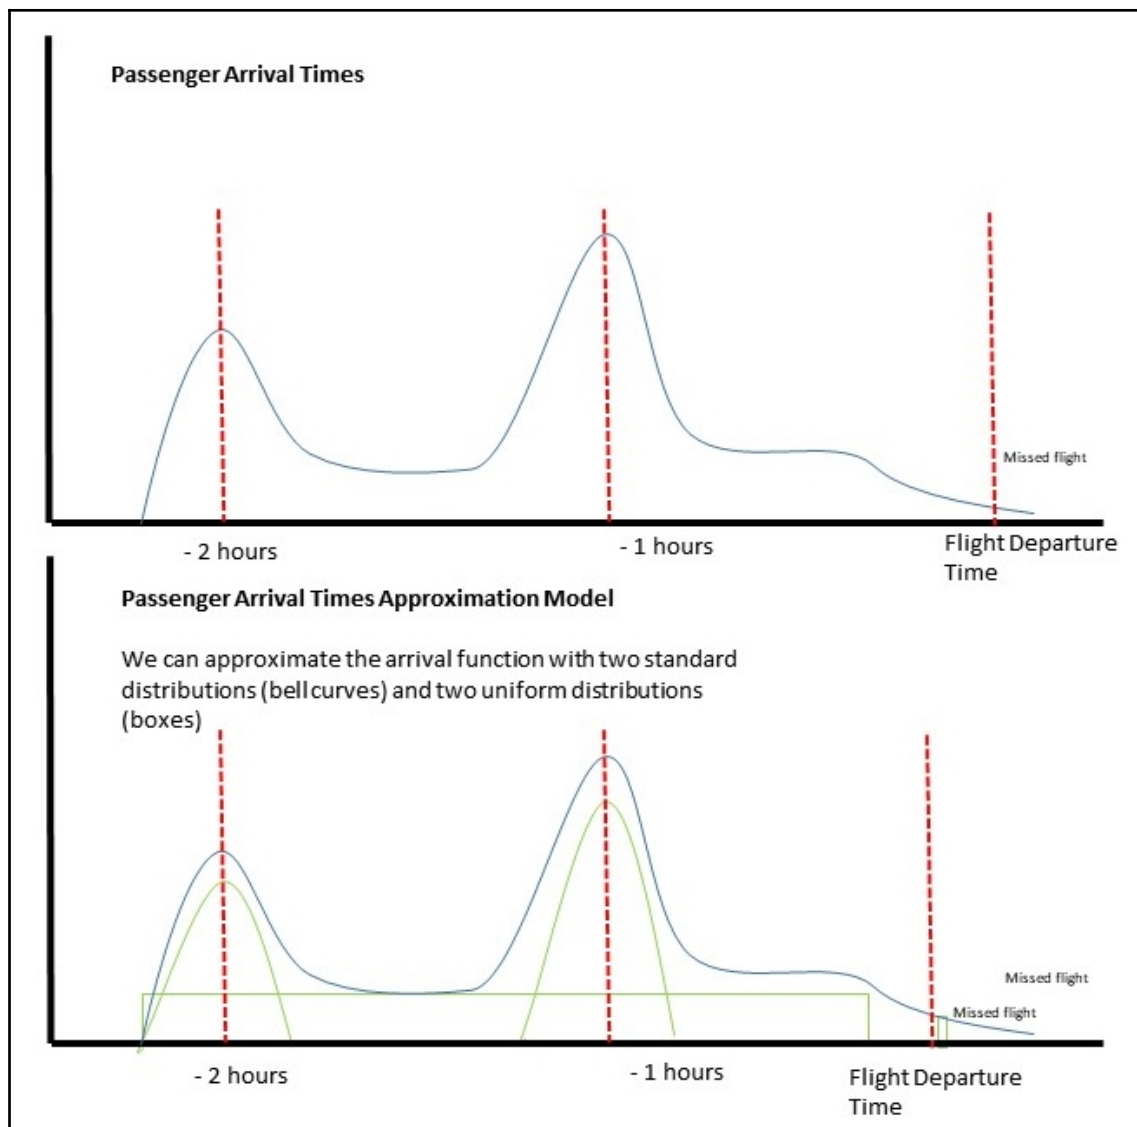 Passenger Arrival Times
Missed flight
- 2 hours
- 1 hours
Flight Departure
Time
Passenger Arrival Times Approximation Model
We can approximate the arrival function with two standard
distributions (bell curves) and two uniform distributions
(boxes)
Missed flight
Missed flight
- 2 hours
- 1 hours
Flight Departure
Time